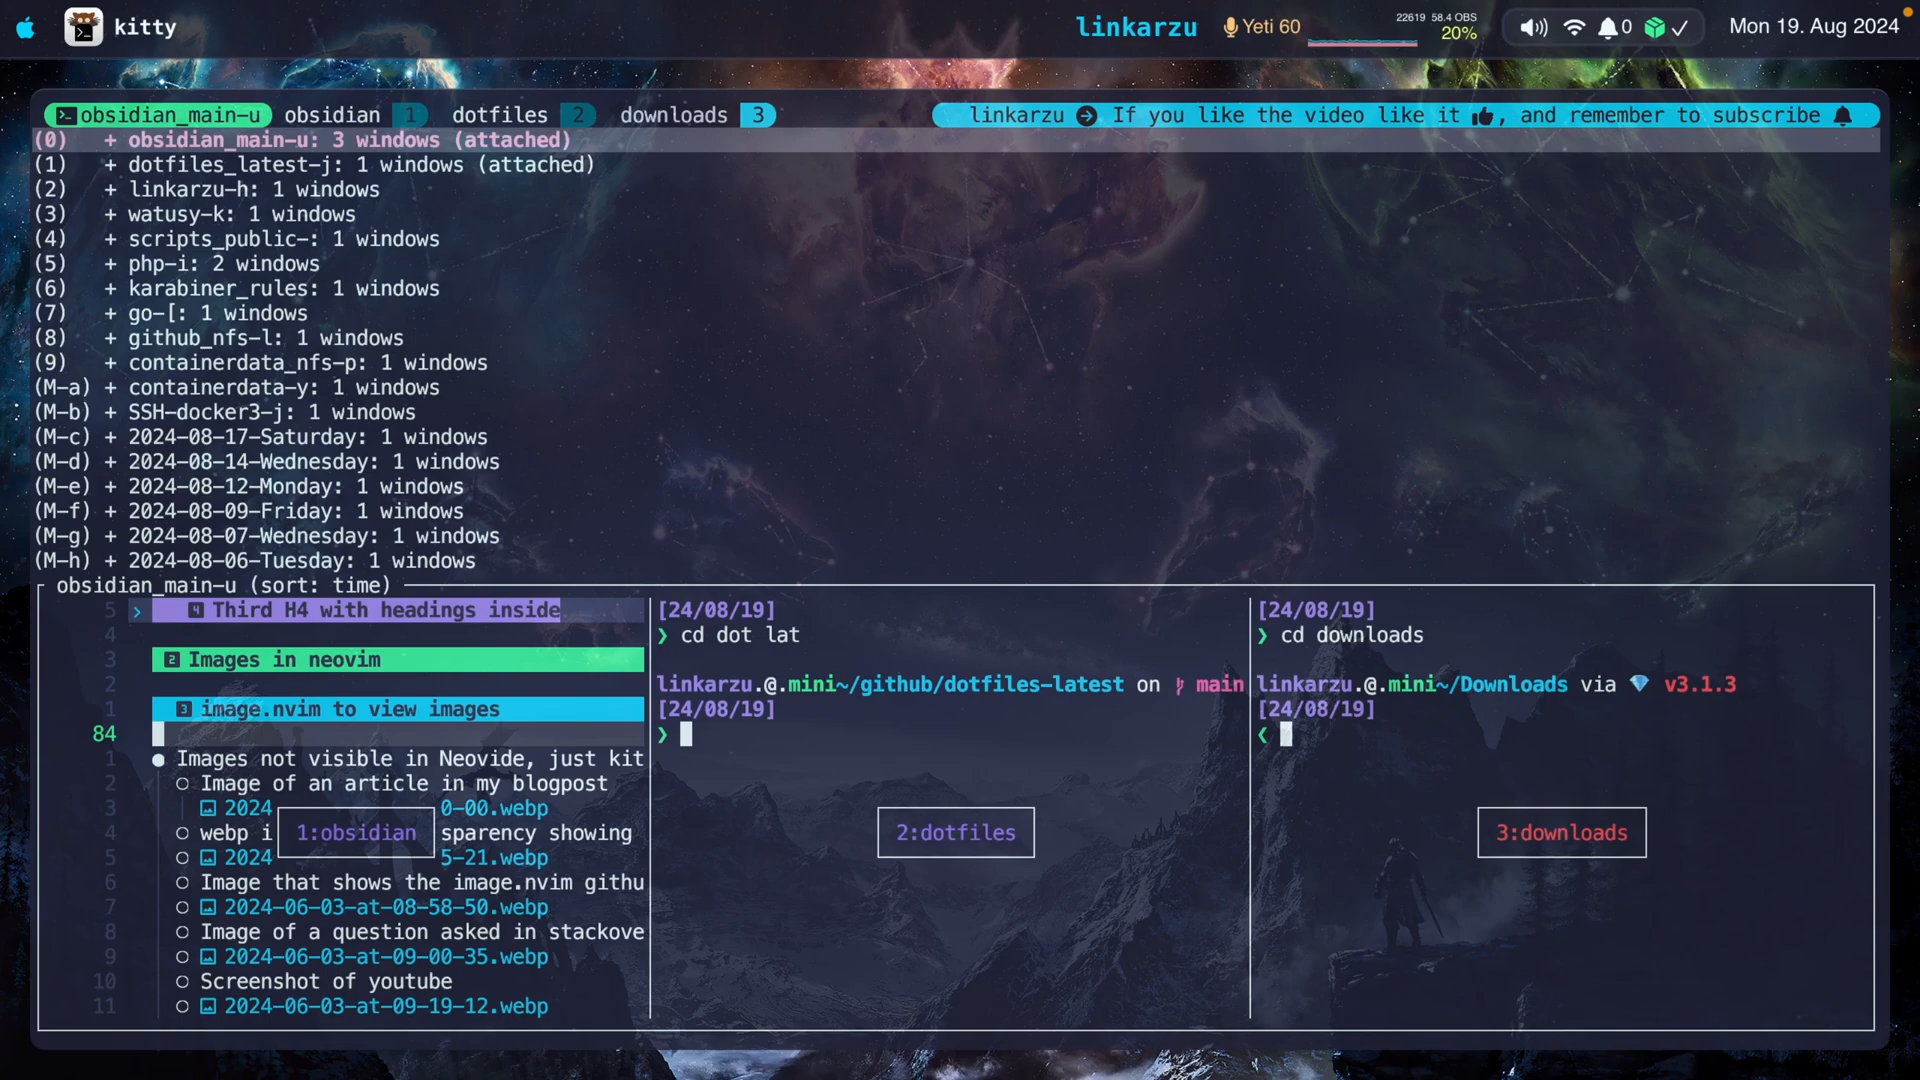 kitty
linkarzu
Yeti 60
22619 58.4 OBS
20%
0
Mon 19. Aug 2024
obsidian_main-u obsidian 1 dotfiles 2 downloads 3
linkarzu If you like the video like it , and remember to subscribe
(0) + obsidian_main-u: 3 windows (attached)
(1) + dotfiles_latest-j: 1 windows (attached)
(2) + linkarzu-h: 1 windows
(3) + watusy-k: 1 windows
(4) + scripts_public-: 1 windows
(5) + php-i: 2 windows
(6) + karabiner_rules: 1 windows
(7) + go-[: 1 windows
(8) + github_nfs-l: 1 windows
(9) + containerdata_nfs-p: 1 windows
(M-a) + containerdata-y: 1 windows
(M-b) + SSH-docker3-j: 1 windows
(M-c) + 2024-08-17-Saturday: 1 windows
(M-d) + 2024-08-14-Wednesday: 1 windows
(M-e) + 2024-08-12-Monday: 1 windows
(M-f) + 2024-08-09-Friday: 1 windows
(M-g) + 2024-08-07-Wednesday: 1 windows
(M-h) + 2024-08-06-Tuesday: 1 windows
obsidian_main-u (sort: time)
5 > 4 Third H4 with headings inside
4
3 2 Images in neovim
2
1 3 image.nvim to view images
84
1 Images not visible in Neovide, just kit
2 Image of an article in my blogpost
3 2024 0-00.webp
4 webp i sparency showing
1:obsidian
5 2024 5-21.webp
6 Image that shows the image.nvim githu
7 2024-06-03-at-08-58-50.webp
8 Image of a question asked in stackove
9 2024-06-03-at-09-00-35.webp
10 Screenshot of youtube
11 2024-06-03-at-09-19-12.webp
[24/08/19]
❯ cd dot lat
linkarzu.@.mini~/github/dotfiles-latest on main
[24/08/19]
❯
2:dotfiles
[24/08/19]
❯ cd downloads
linkarzu.@.mini~/Downloads via 💎 v3.1.3
[24/08/19]
❮
3:downloads